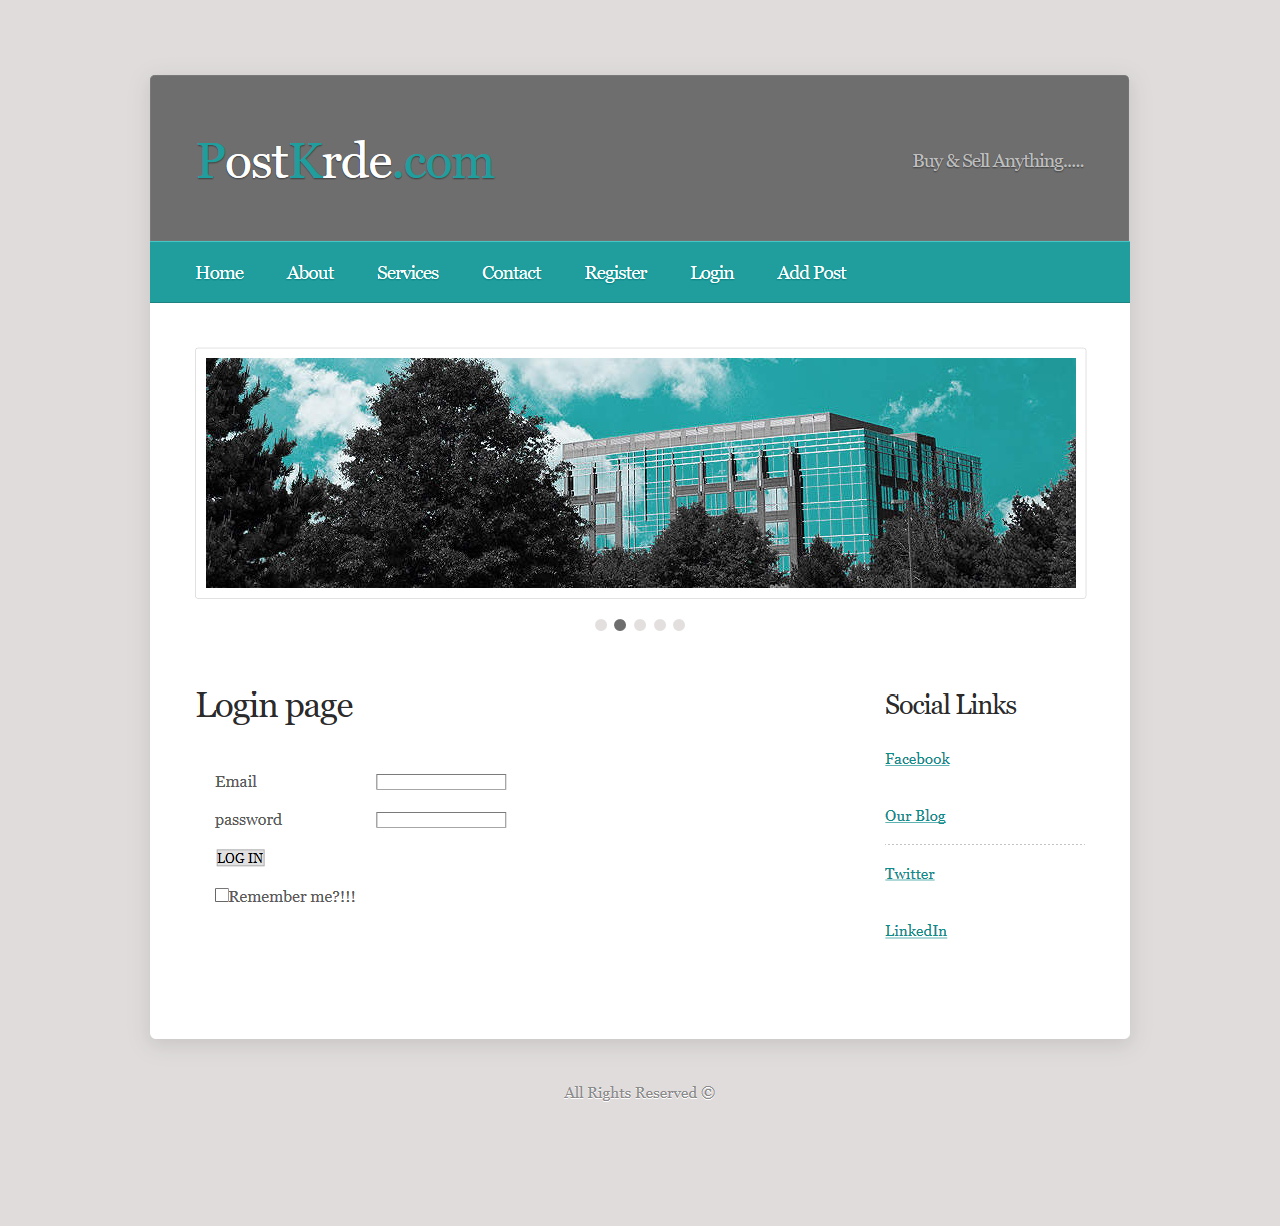 PostKrde.com
Buy & Sell Anything.....
Home About Services Contact Register Login Add Post
Login page
Email
password
LOG IN
Remember me?!!!
Social Links
Facebook
Our Blog
Twitter
LinkedIn
All Rights Reserved ©